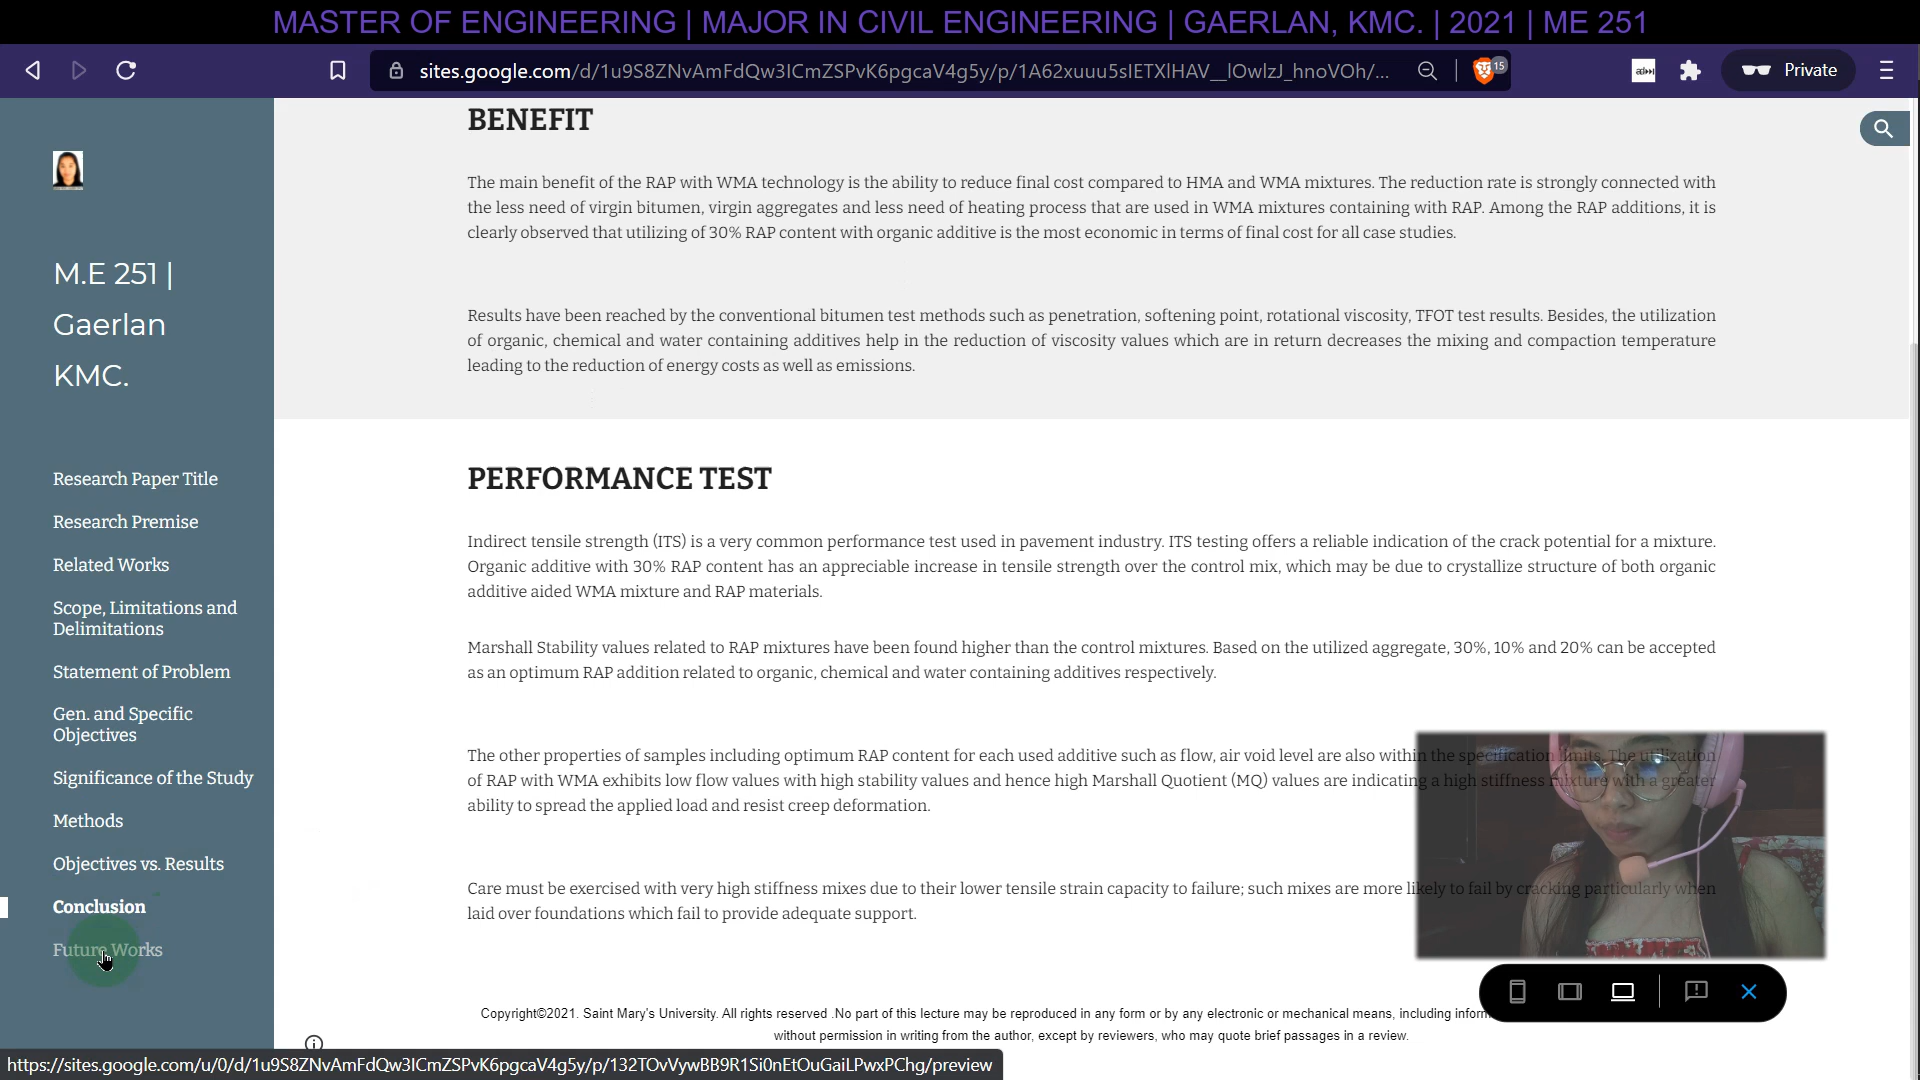 MASTER OF ENGINEERING | MAJOR IN CIVIL ENGINEERING | GAERLAN, KMC. | 2021 | ME 251
sites.google.com/d/1u9S8ZNvAmFdQw3ICmZSPvK6pgcaV4g5y/p/1A62xuuu5sIETXlHAV__lOwlzJ_hnoVOh/...
15
Private
M.E 251 |
Gaerlan
KMC.
Research Paper Title
Research Premise
Related Works
Scope, Limitations and
Delimitations
Statement of Problem
Gen. and Specific
Objectives
Significance of the Study
Methods
Objectives vs. Results
Conclusion
Future Works
BENEFIT
The main benefit of the RAP with WMA technology is the ability to reduce final cost compared to HMA and WMA mixtures. The reduction rate is strongly connected with
the less need of virgin bitumen, virgin aggregates and less need of heating process that are used in WMA mixtures containing with RAP. Among the RAP additions, it is
clearly observed that utilizing of 30% RAP content with organic additive is the most economic in terms of final cost for all case studies.
Results have been reached by the conventional bitumen test methods such as penetration, softening point, rotational viscosity, TFOT test results. Besides, the utilization
of organic, chemical and water containing additives help in the reduction of viscosity values which are in return decreases the mixing and compaction temperature
leading to the reduction of energy costs as well as emissions.
PERFORMANCE TEST
Indirect tensile strength (ITS) is a very common performance test used in pavement industry. ITS testing offers a reliable indication of the crack potential for a mixture.
Organic additive with 30% RAP content has an appreciable increase in tensile strength over the control mix, which may be due to crystallize structure of both organic
additive aided WMA mixture and RAP materials.
Marshall Stability values related to RAP mixtures have been found higher than the control mixtures. Based on the utilized aggregate, 30%, 10% and 20% can be accepted
as an optimum RAP addition related to organic, chemical and water containing additives respectively.
The other properties of samples including optimum RAP content for each used additive such as flow, air void level are also within the specification limits. The utilization
of RAP with WMA exhibits low flow values with high stability values and hence high Marshall Quotient (MQ) values are indicating a high stiffness mixture with a greater
ability to spread the applied load and resist creep deformation.
Care must be exercised with very high stiffness mixes due to their lower tensile strain capacity to failure; such mixes are more likely to fail by cracking particularly when
laid over foundations which fail to provide adequate support.
Copyright©2021. Saint Mary's University. All rights reserved .No part of this lecture may be reproduced in any form or by any electronic or mechanical means, including
without permission in writing from the author, except by reviewers, who may quote brief passages in a review.
https://sites.google.com/u/0/d/1u9S8ZNvAmFdQw3ICmZSPvK6pgcaV4g5y/p/132TOvVywBB9R1Si0nEtOuGaiLPwxPChg/preview